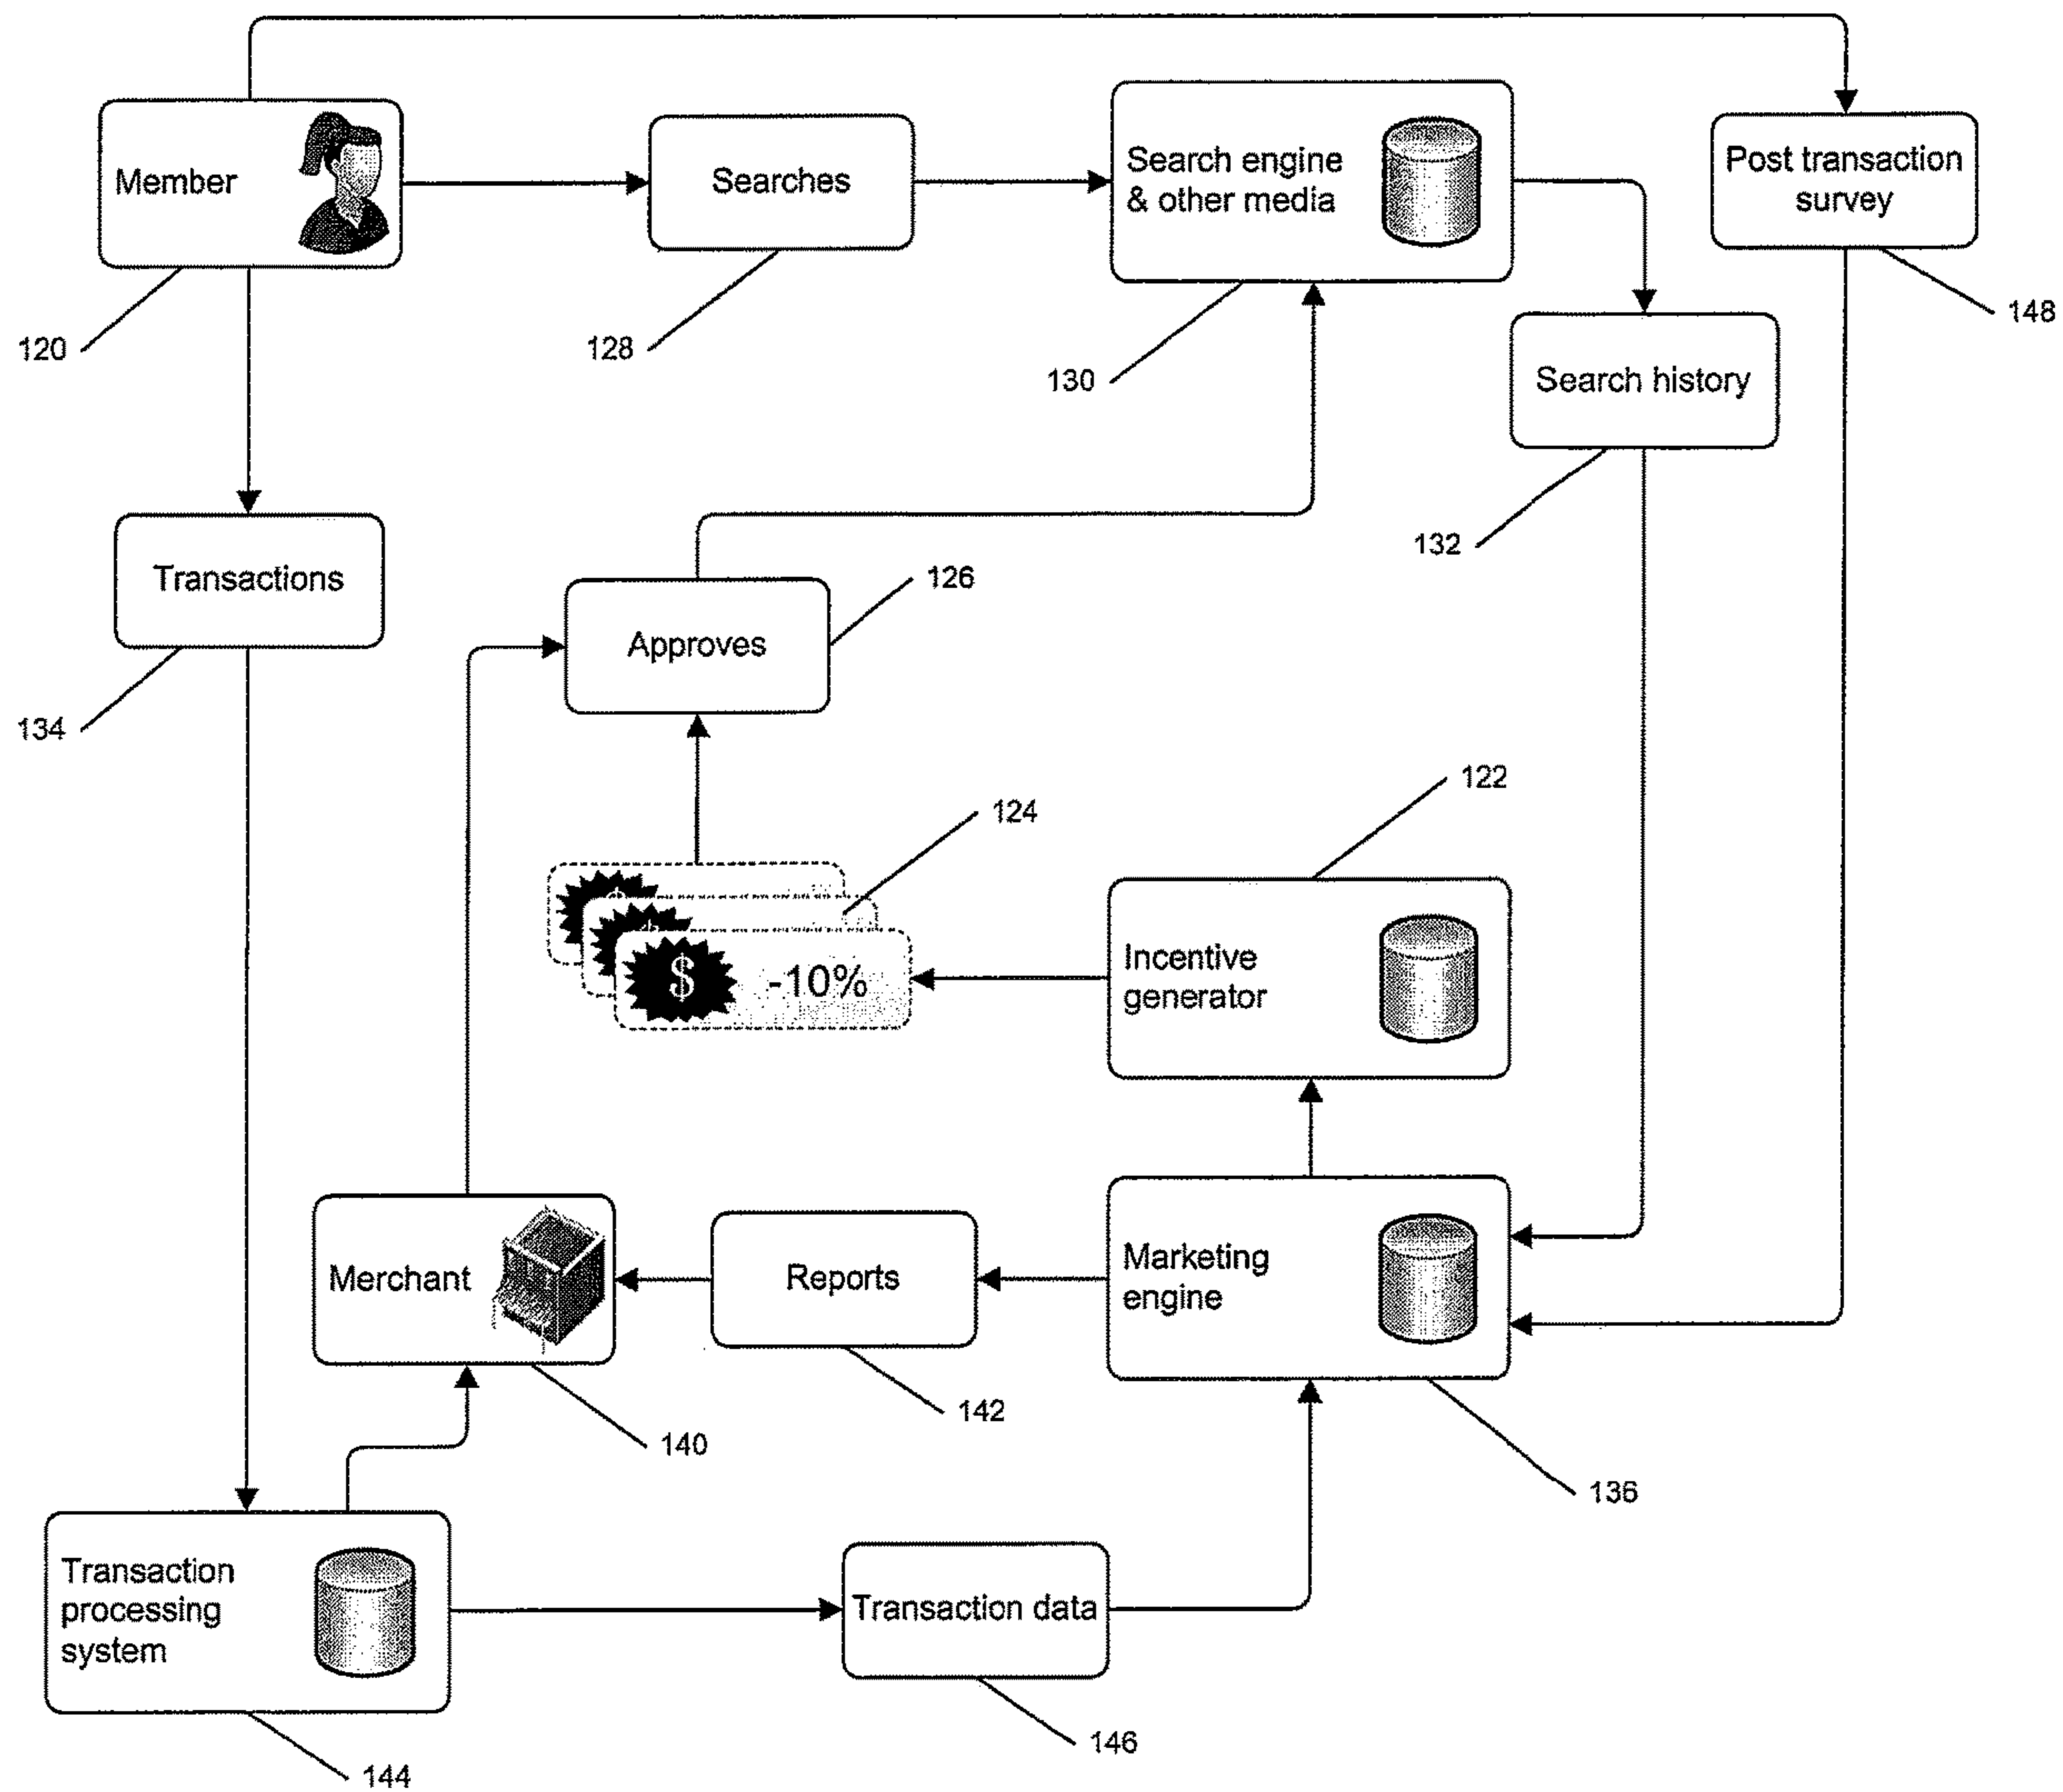 Member
Searches
Search engine
& other media
Post transaction
survey
120
128
130
148
Search history
132
Transactions
134
Approves
126
122
124
$
$
$ -10%
Incentive
generator
Merchant
Reports
Marketing
engine
142
140
136
Transaction
processing
system
Transaction data
146
144